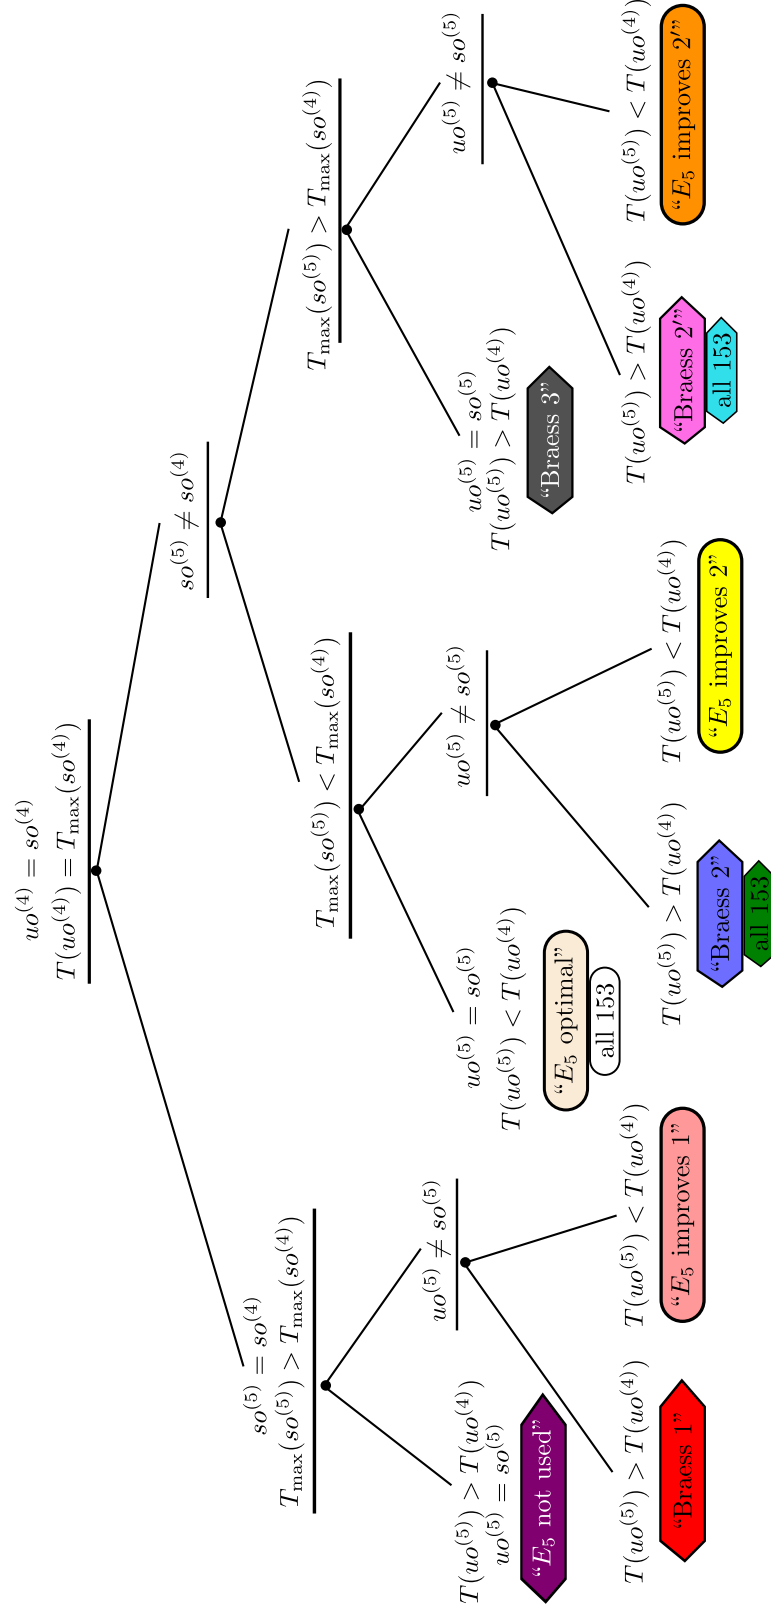 uo⁽⁴⁾ = so⁽⁴⁾
T(uo⁽⁴⁾) = T_max(so⁽⁴⁾)
so⁽⁵⁾ = so⁽⁴⁾
T_max(so⁽⁵⁾) > T_max(so⁽⁴⁾)
so⁽⁵⁾ ≠ so⁽⁴⁾
T_max(so⁽⁵⁾) < T_max(so⁽⁴⁾)
T_max(so⁽⁵⁾) > T_max(so⁽⁴⁾)
T(uo⁽⁵⁾) > T(uo⁽⁴⁾)
uo⁽⁵⁾ = so⁽⁵⁾
“E₅ not used”
uo⁽⁵⁾ ≠ so⁽⁵⁾
uo⁽⁵⁾ = so⁽⁵⁾
T(uo⁽⁵⁾) < T(uo⁽⁴⁾)
“E₅ optimal”
all 153
uo⁽⁵⁾ ≠ so⁽⁵⁾
uo⁽⁵⁾ = so⁽⁵⁾
T(uo⁽⁵⁾) > T(uo⁽⁴⁾)
“Braess 3”
uo⁽⁵⁾ ≠ so⁽⁵⁾
T(uo⁽⁵⁾) > T(uo⁽⁴⁾)
“Braess 1”
T(uo⁽⁵⁾) < T(uo⁽⁴⁾)
“E₅ improves 1”
T(uo⁽⁵⁾) > T(uo⁽⁴⁾)
“Braess 2”
all 153
T(uo⁽⁵⁾) < T(uo⁽⁴⁾)
“E₅ improves 2”
T(uo⁽⁵⁾) > T(uo⁽⁴⁾)
“Braess 2′”
all 153
T(uo⁽⁵⁾) < T(uo⁽⁴⁾)
“E₅ improves 2′”